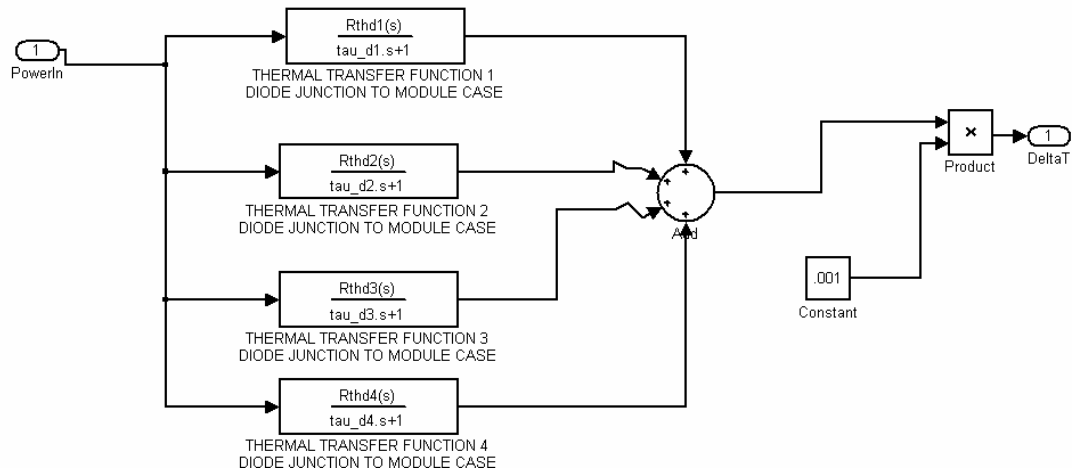 1
PowerIn
Rthd1(s)
tau_d1.s+1
THERMAL TRANSFER FUNCTION 1
DIODE JUNCTION TO MODULE CASE
Rthd2(s)
tau_d2.s+1
THERMAL TRANSFER FUNCTION 2
DIODE JUNCTION TO MODULE CASE
Rthd3(s)
tau_d3.s+1
THERMAL TRANSFER FUNCTION 3
DIODE JUNCTION TO MODULE CASE
Rthd4(s)
tau_d4.s+1
THERMAL TRANSFER FUNCTION 4
DIODE JUNCTION TO MODULE CASE
+
+
+
+
Add
.001
Constant
×
Product
1
DeltaT